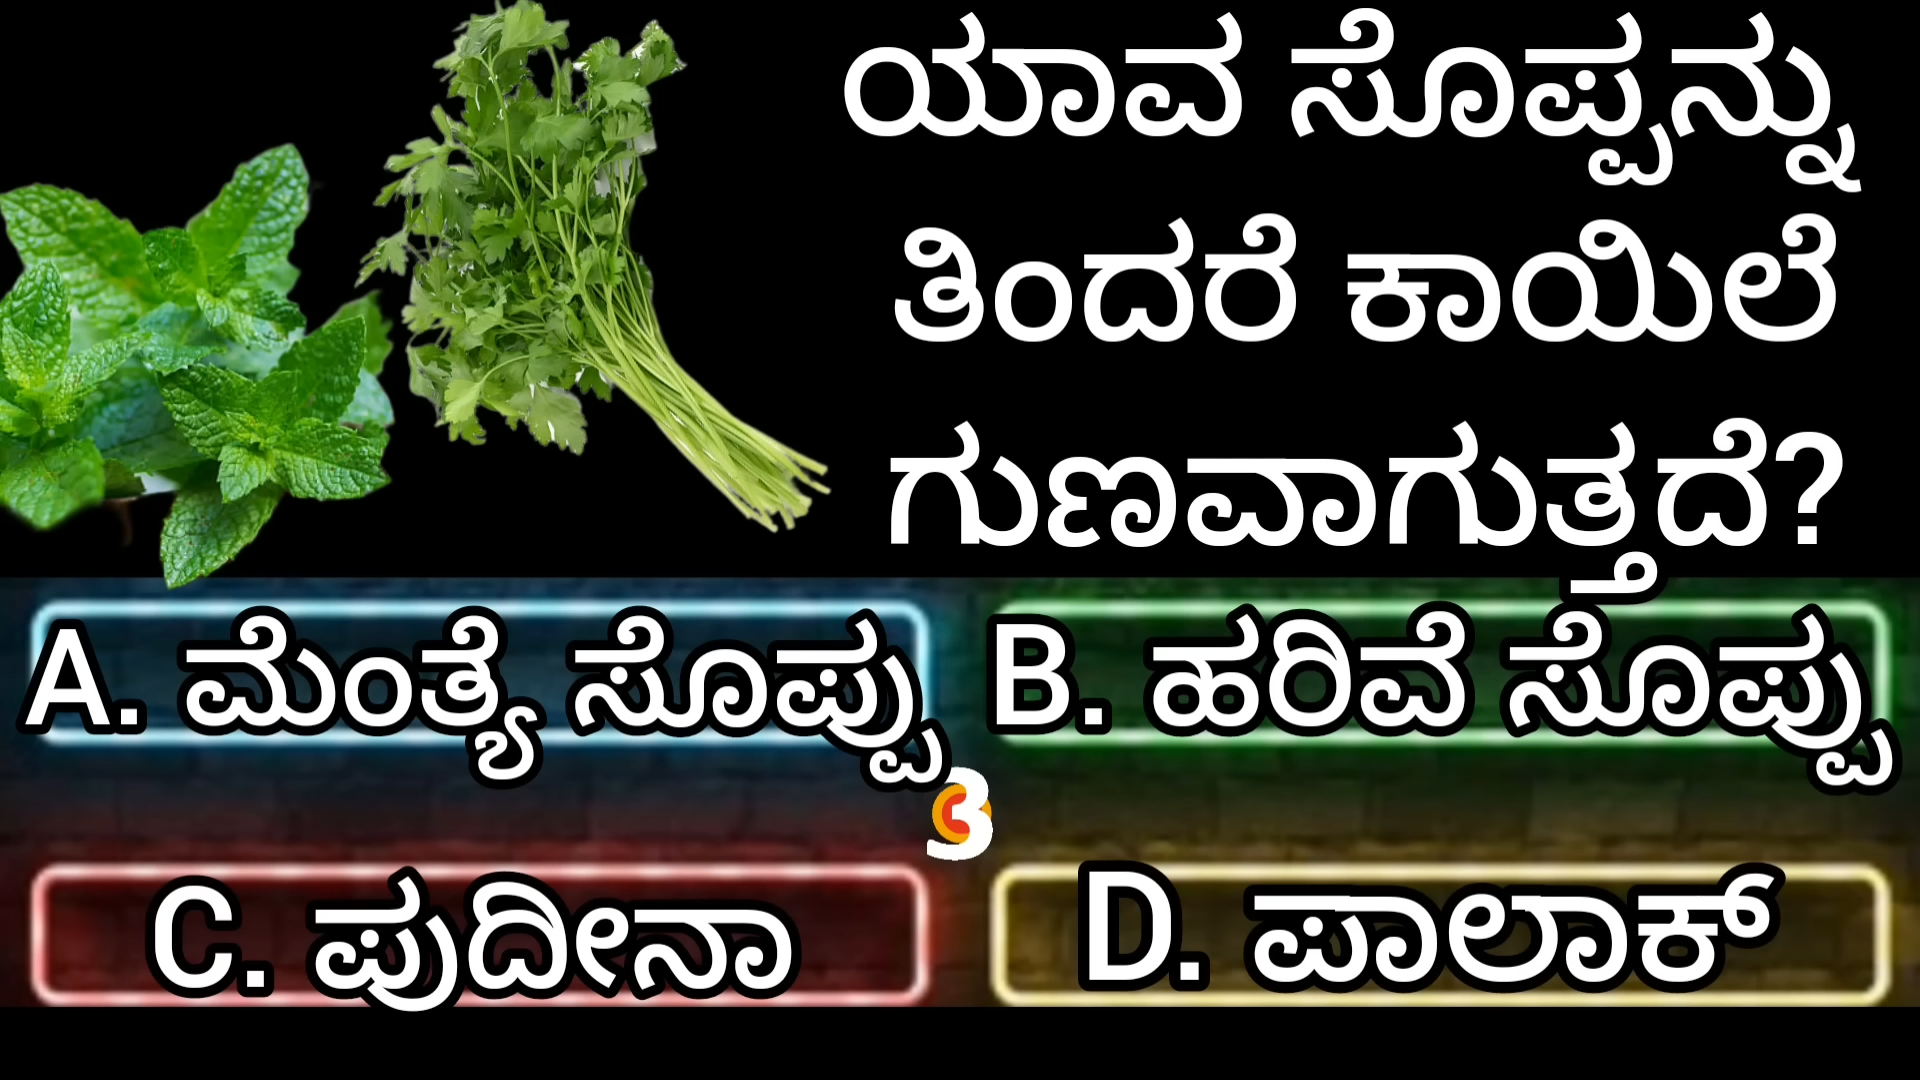 ಯಾವ ಸೊಪ್ಪನ್ನು
ತಿಂದರೆ ಕಾಯಿಲೆ
ಗುಣವಾಗುತ್ತದೆ?
A. ಮೆಂತ್ಯೆ ಸೊಪ್ಪು
B. ಹರಿವೆ ಸೊಪ್ಪು
3
C. ಪುದೀನಾ
D. ಪಾಲಾಕ್